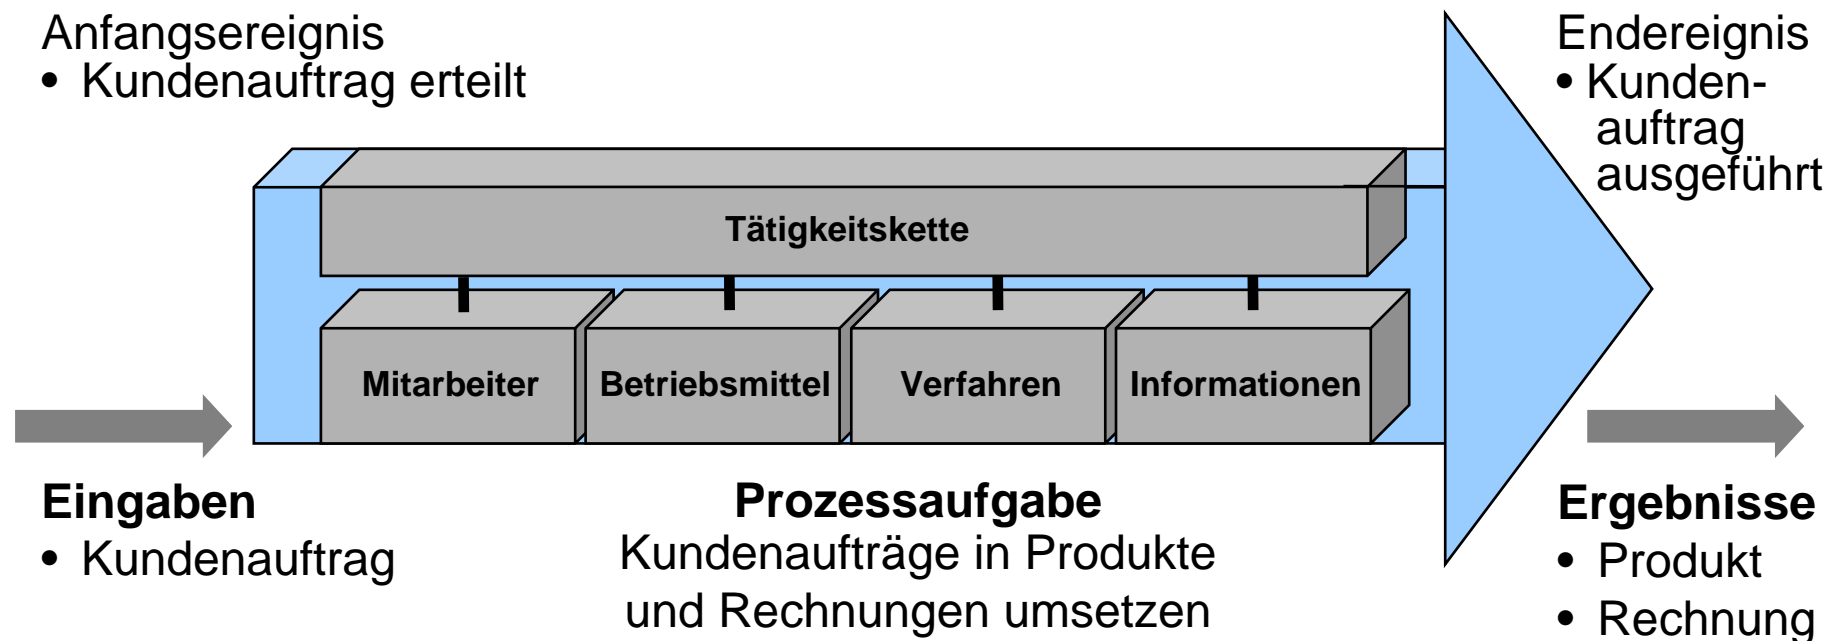 Anfangsereignis
• Kundenauftrag erteilt
Endereignis
• Kunden-
auftrag
ausgeführt
Tätigkeitskette
Mitarbeiter
Betriebsmittel
Verfahren
Informationen
Eingaben
• Kundenauftrag
Prozessaufgabe
Kundenaufträge in Produkte
und Rechnungen umsetzen
Ergebnisse
• Produkt
• Rechnung